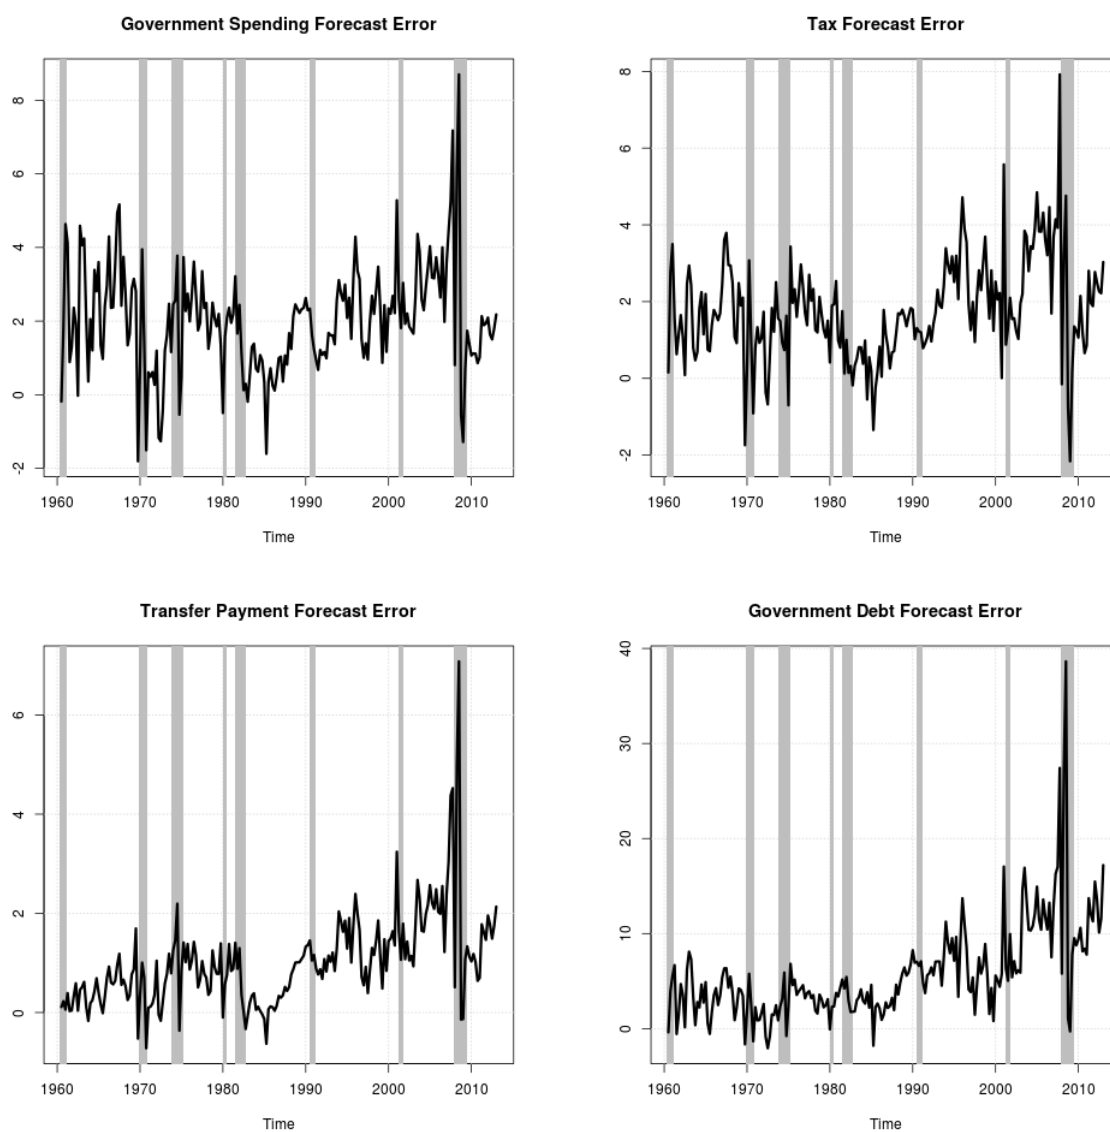 Government Spending Forecast Error
8
6
4
2
0
-2
1960 1970 1980 1990 2000 2010
Time
Tax Forecast Error
8
6
4
2
0
-2
1960 1970 1980 1990 2000 2010
Time
Transfer Payment Forecast Error
6
4
2
0
1960 1970 1980 1990 2000 2010
Time
Government Debt Forecast Error
40
30
20
10
0
1960 1970 1980 1990 2000 2010
Time